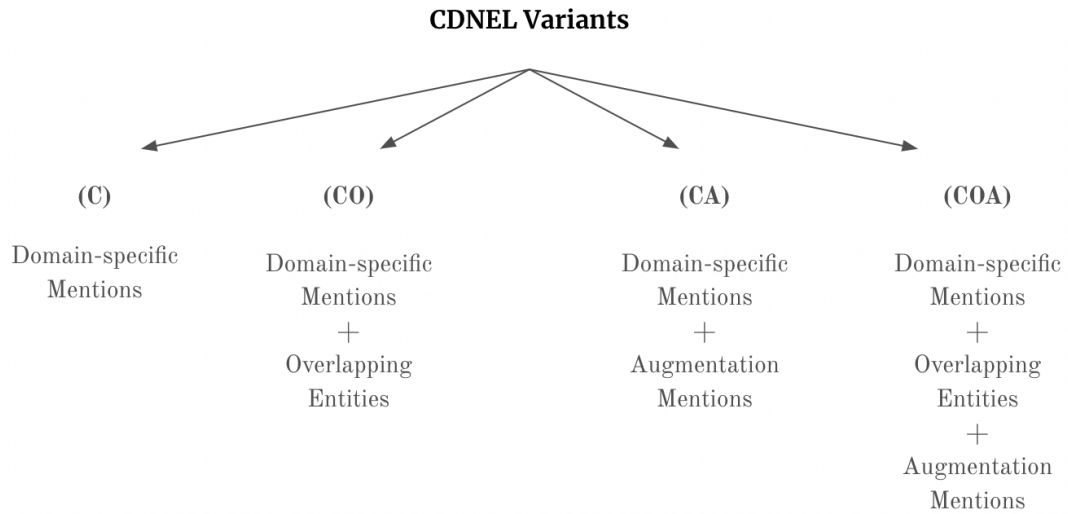 CDNEL Variants
(C)
Domain-specific
Mentions
(CO)
Domain-specific
Mentions
+
Overlapping
Entities
(CA)
Domain-specific
Mentions
+
Augmentation
Mentions
(COA)
Domain-specific
Mentions
+
Overlapping
Entities
+
Augmentation
Mentions